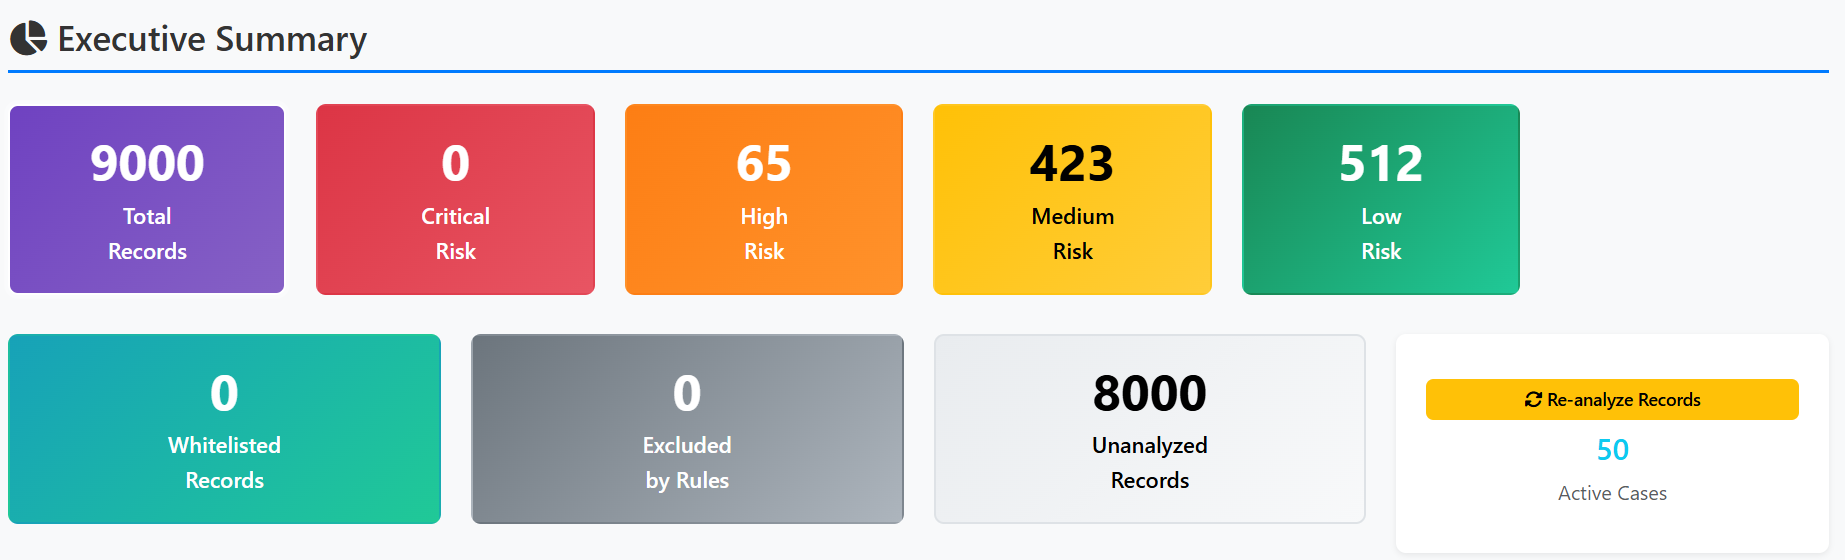 Executive Summary
9000
Total
Records
0
Critical
Risk
65
High
Risk
423
Medium
Risk
512
Low
Risk
0
Whitelisted
Records
0
Excluded
by Rules
8000
Unanalyzed
Records
Re-analyze Records
50
Active Cases